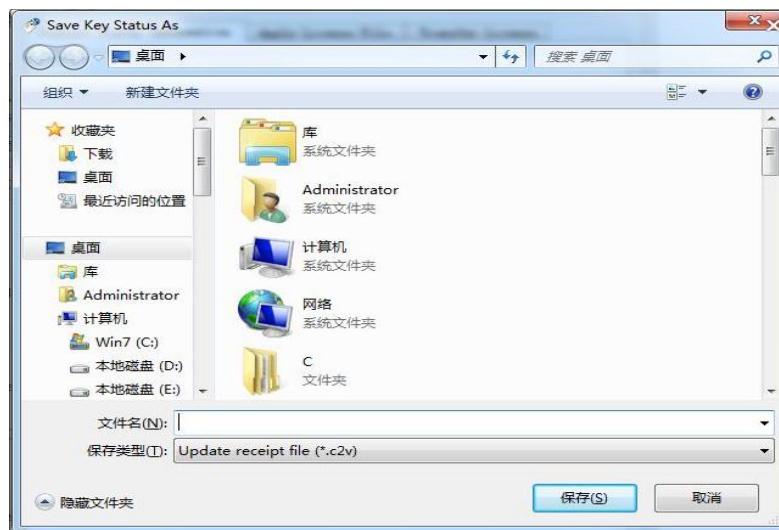 Save Key Status As
桌面
搜索 桌面
组织
新建文件夹
收藏夹
下载
桌面
最近访问的位置
桌面
库
Administrator
计算机
Win7 (C:)
本地磁盘 (D:)
本地磁盘 (E:)
库
系统文件夹
Administrator
系统文件夹
计算机
系统文件夹
网络
系统文件夹
C
文件夹
文件名(N):
保存类型(T): Update receipt file (*.c2v)
隐藏文件夹
保存(S)
取消